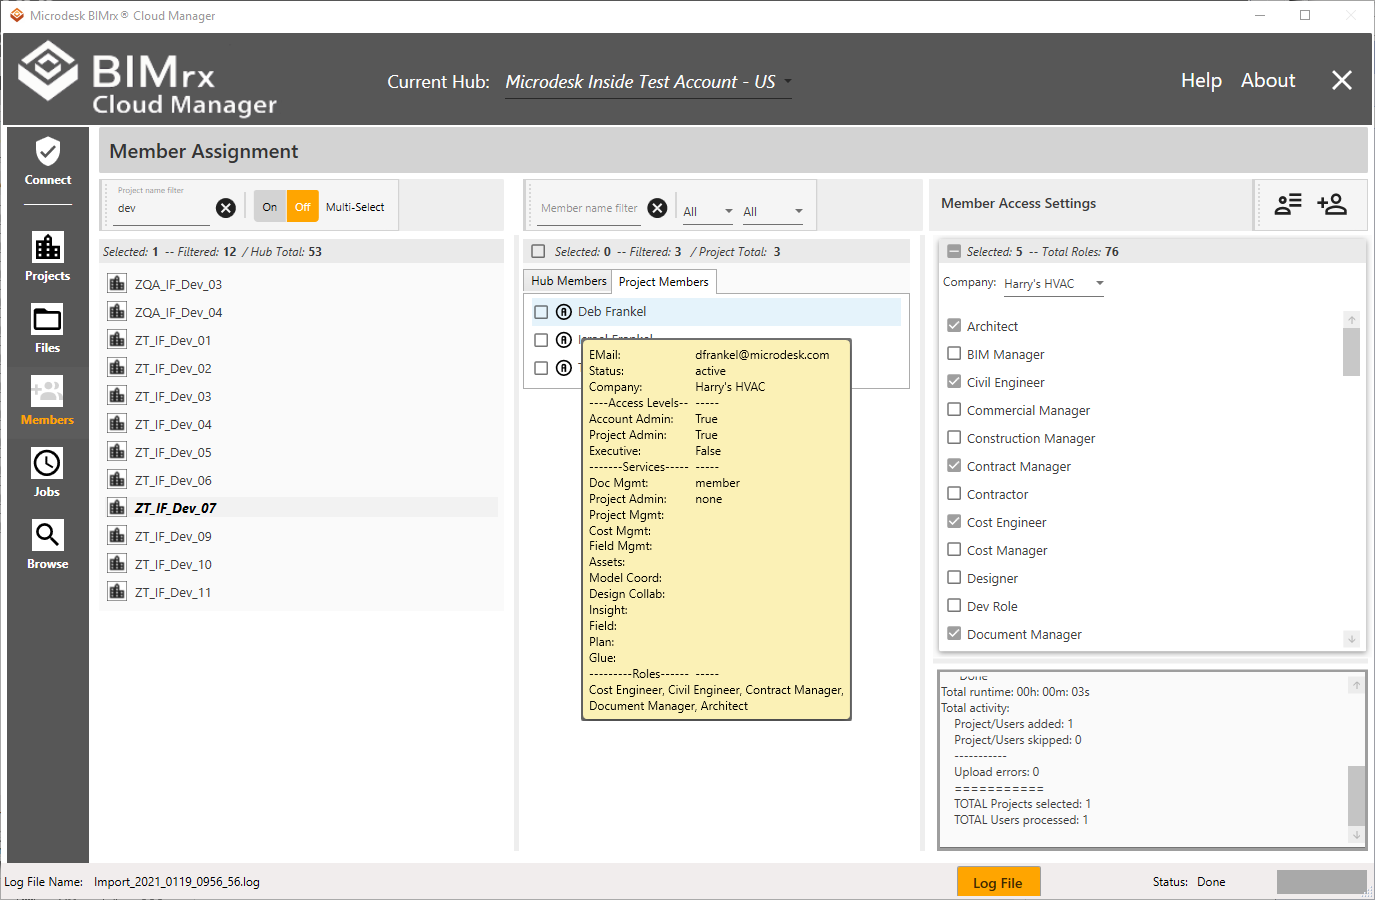 Microdesk BIMrx® Cloud Manager
BIMrx
Cloud Manager
Current Hub: Microdesk Inside Test Account - US
Help About
Connect
Projects
Files
Members
Jobs
Browse
Member Assignment
Project name filter
dev
On Off Multi-Select
Selected: 1 -- Filtered: 12 / Hub Total: 53
ZQA_IF_Dev_03
ZQA_IF_Dev_04
ZT_IF_Dev_01
ZT_IF_Dev_02
ZT_IF_Dev_03
ZT_IF_Dev_04
ZT_IF_Dev_05
ZT_IF_Dev_06
ZT_IF_Dev_07
ZT_IF_Dev_09
ZT_IF_Dev_10
ZT_IF_Dev_11
Member name filter All All
Selected: 0 -- Filtered: 3 / Project Total: 3
Hub Members Project Members
Deb Frankel
EMail: dfrankel@microdesk.com
Status: active
Company: Harry's HVAC
----Access Levels-- -----
Account Admin: True
Project Admin: True
Executive: False
-------Services----- -----
Doc Mgmt: member
Project Admin: none
Project Mgmt:
Cost Mgmt:
Field Mgmt:
Assets:
Model Coord:
Design Collab:
Insight:
Field:
Plan:
Glue:
---------Roles------ -----
Cost Engineer, Civil Engineer, Contract Manager,
Document Manager, Architect
Member Access Settings
Selected: 5 -- Total Roles: 76
Company: Harry's HVAC
Architect
BIM Manager
Civil Engineer
Commercial Manager
Construction Manager
Contract Manager
Contractor
Cost Engineer
Cost Manager
Designer
Dev Role
Document Manager
Done
Total runtime: 00h: 00m: 03s
Total activity:
Project/Users added: 1
Project/Users skipped: 0
-----------
Upload errors: 0
===========
TOTAL Projects selected: 1
TOTAL Users processed: 1
Log File Name: Import_2021_0119_0956_56.log
Log File
Status: Done